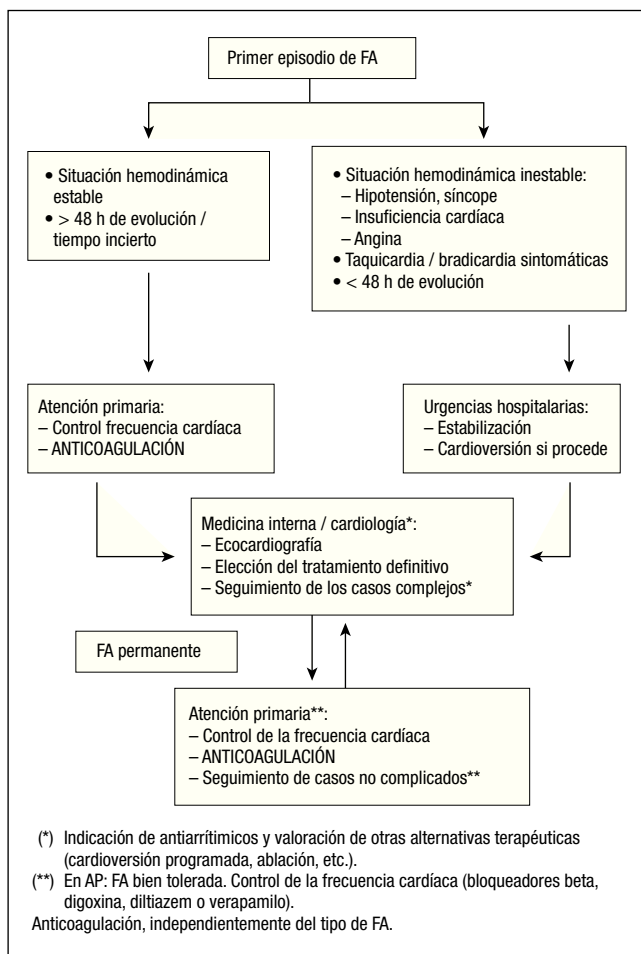 Primer episodio de FA
• Situación hemodinámica
estable
• > 48 h de evolución /
tiempo incierto
• Situación hemodinámica inestable:
– Hipotensión, síncope
– Insuficiencia cardíaca
– Angina
• Taquicardia / bradicardia sintomáticas
• < 48 h de evolución
Atención primaria:
– Control frecuencia cardíaca
– ANTICOAGULACIÓN
Urgencias hospitalarias:
– Estabilización
– Cardioversión si procede
Medicina interna / cardiología*:
– Ecocardiografía
– Elección del tratamiento definitivo
– Seguimiento de los casos complejos*
FA permanente
Atención primaria**:
– Control de la frecuencia cardíaca
– ANTICOAGULACIÓN
– Seguimiento de casos no complicados**
(*) Indicación de antiarrítimicos y valoración de otras alternativas terapéuticas
(cardioversión programada, ablación, etc.).
(**) En AP: FA bien tolerada. Control de la frecuencia cardíaca (bloqueadores beta,
digoxina, diltiazem o verapamilo).
Anticoagulación, independientemente del tipo de FA.